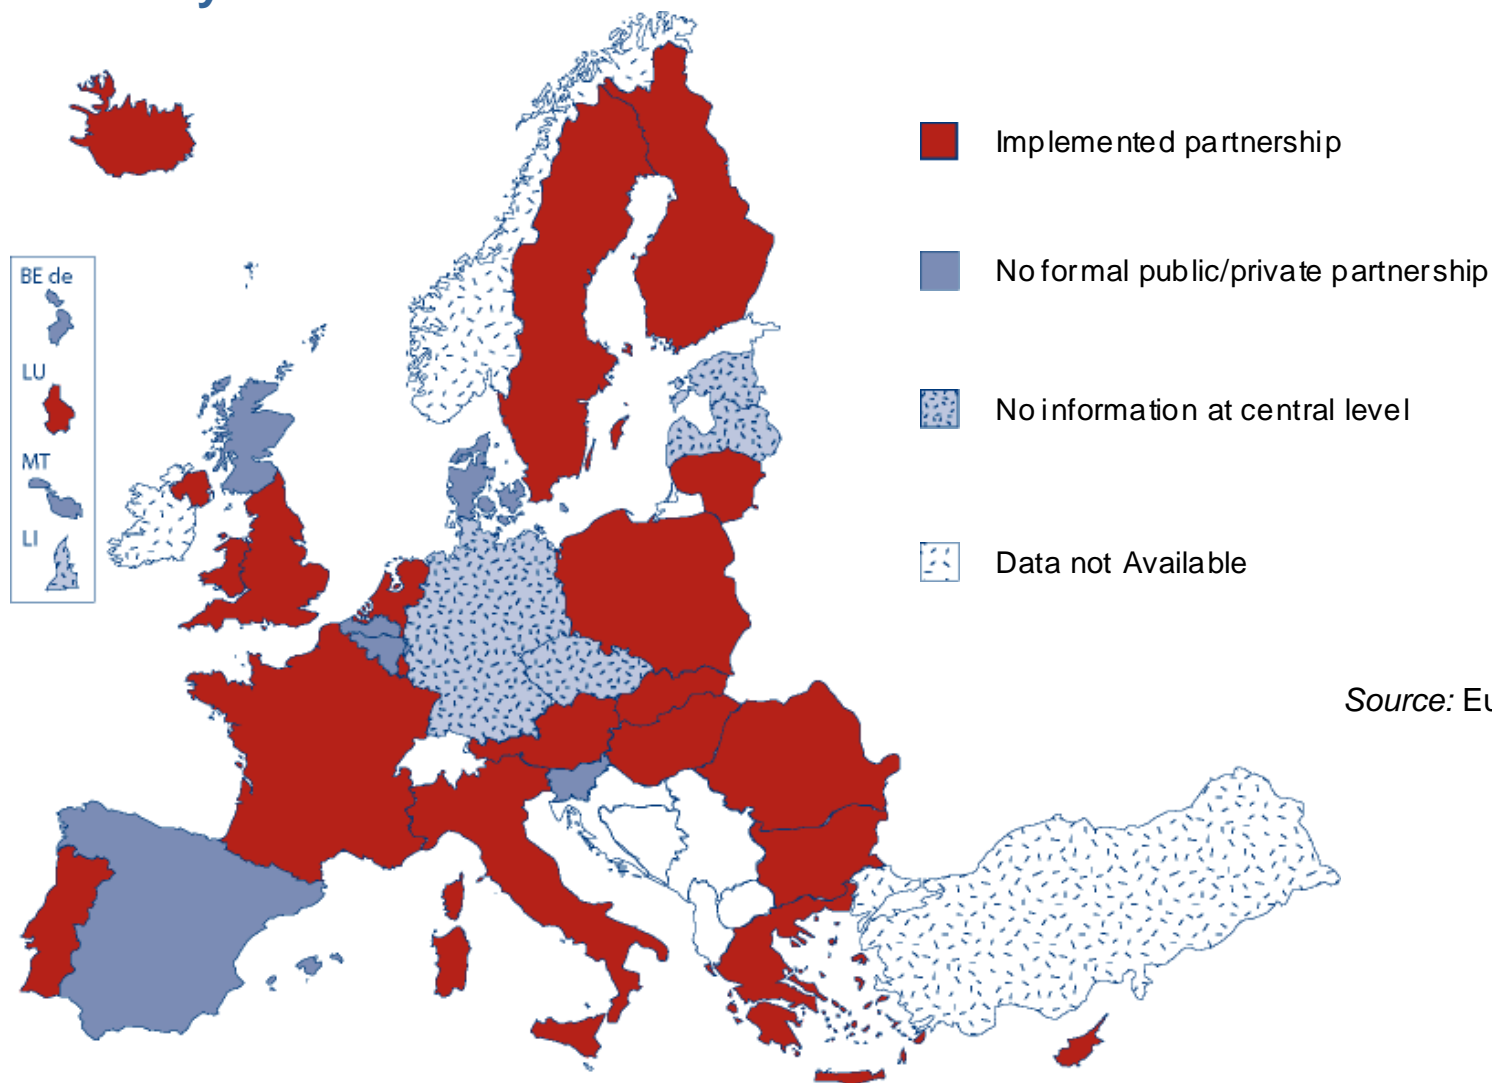 BE de
LU
MT
LI
Implemented partnership
No formal public/private partnership
No information at central level
Data not Available
Source: